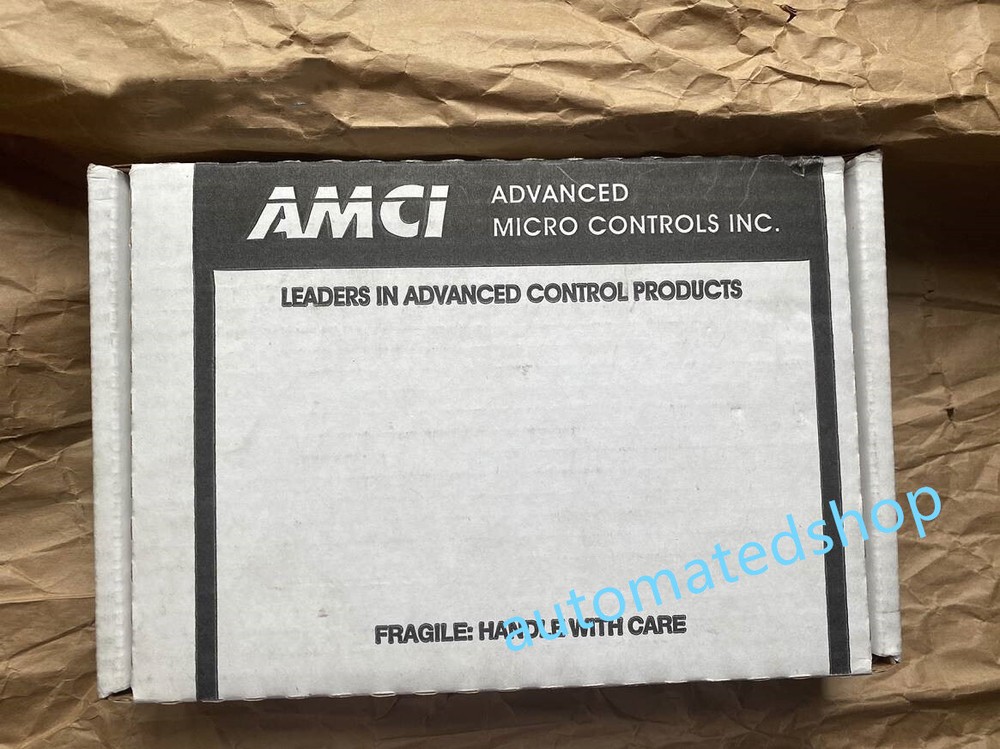 AMCI
ADVANCED
MICRO CONTROLS INC.
LEADERS IN ADVANCED CONTROL PRODUCTS
automatedshop
FRAGILE: HANDLE WITH CARE